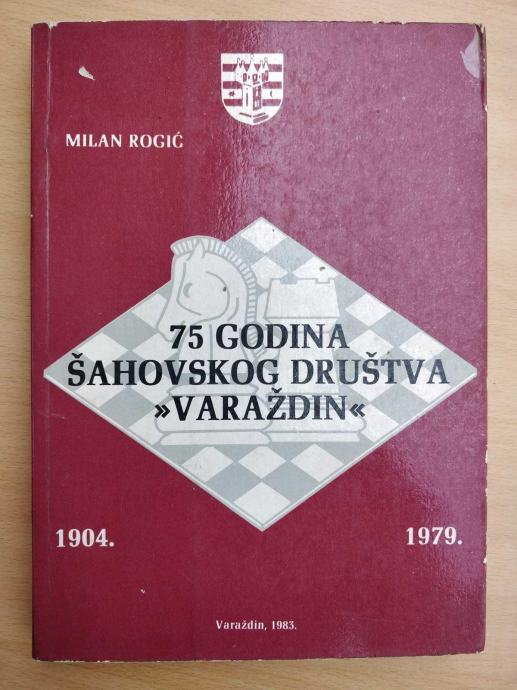 MILAN ROGIĆ
75 GODINA
ŠAHOVSKOG DRUŠTVA
»VARAŽDIN«
1904.
1979.
Varaždin, 1983.